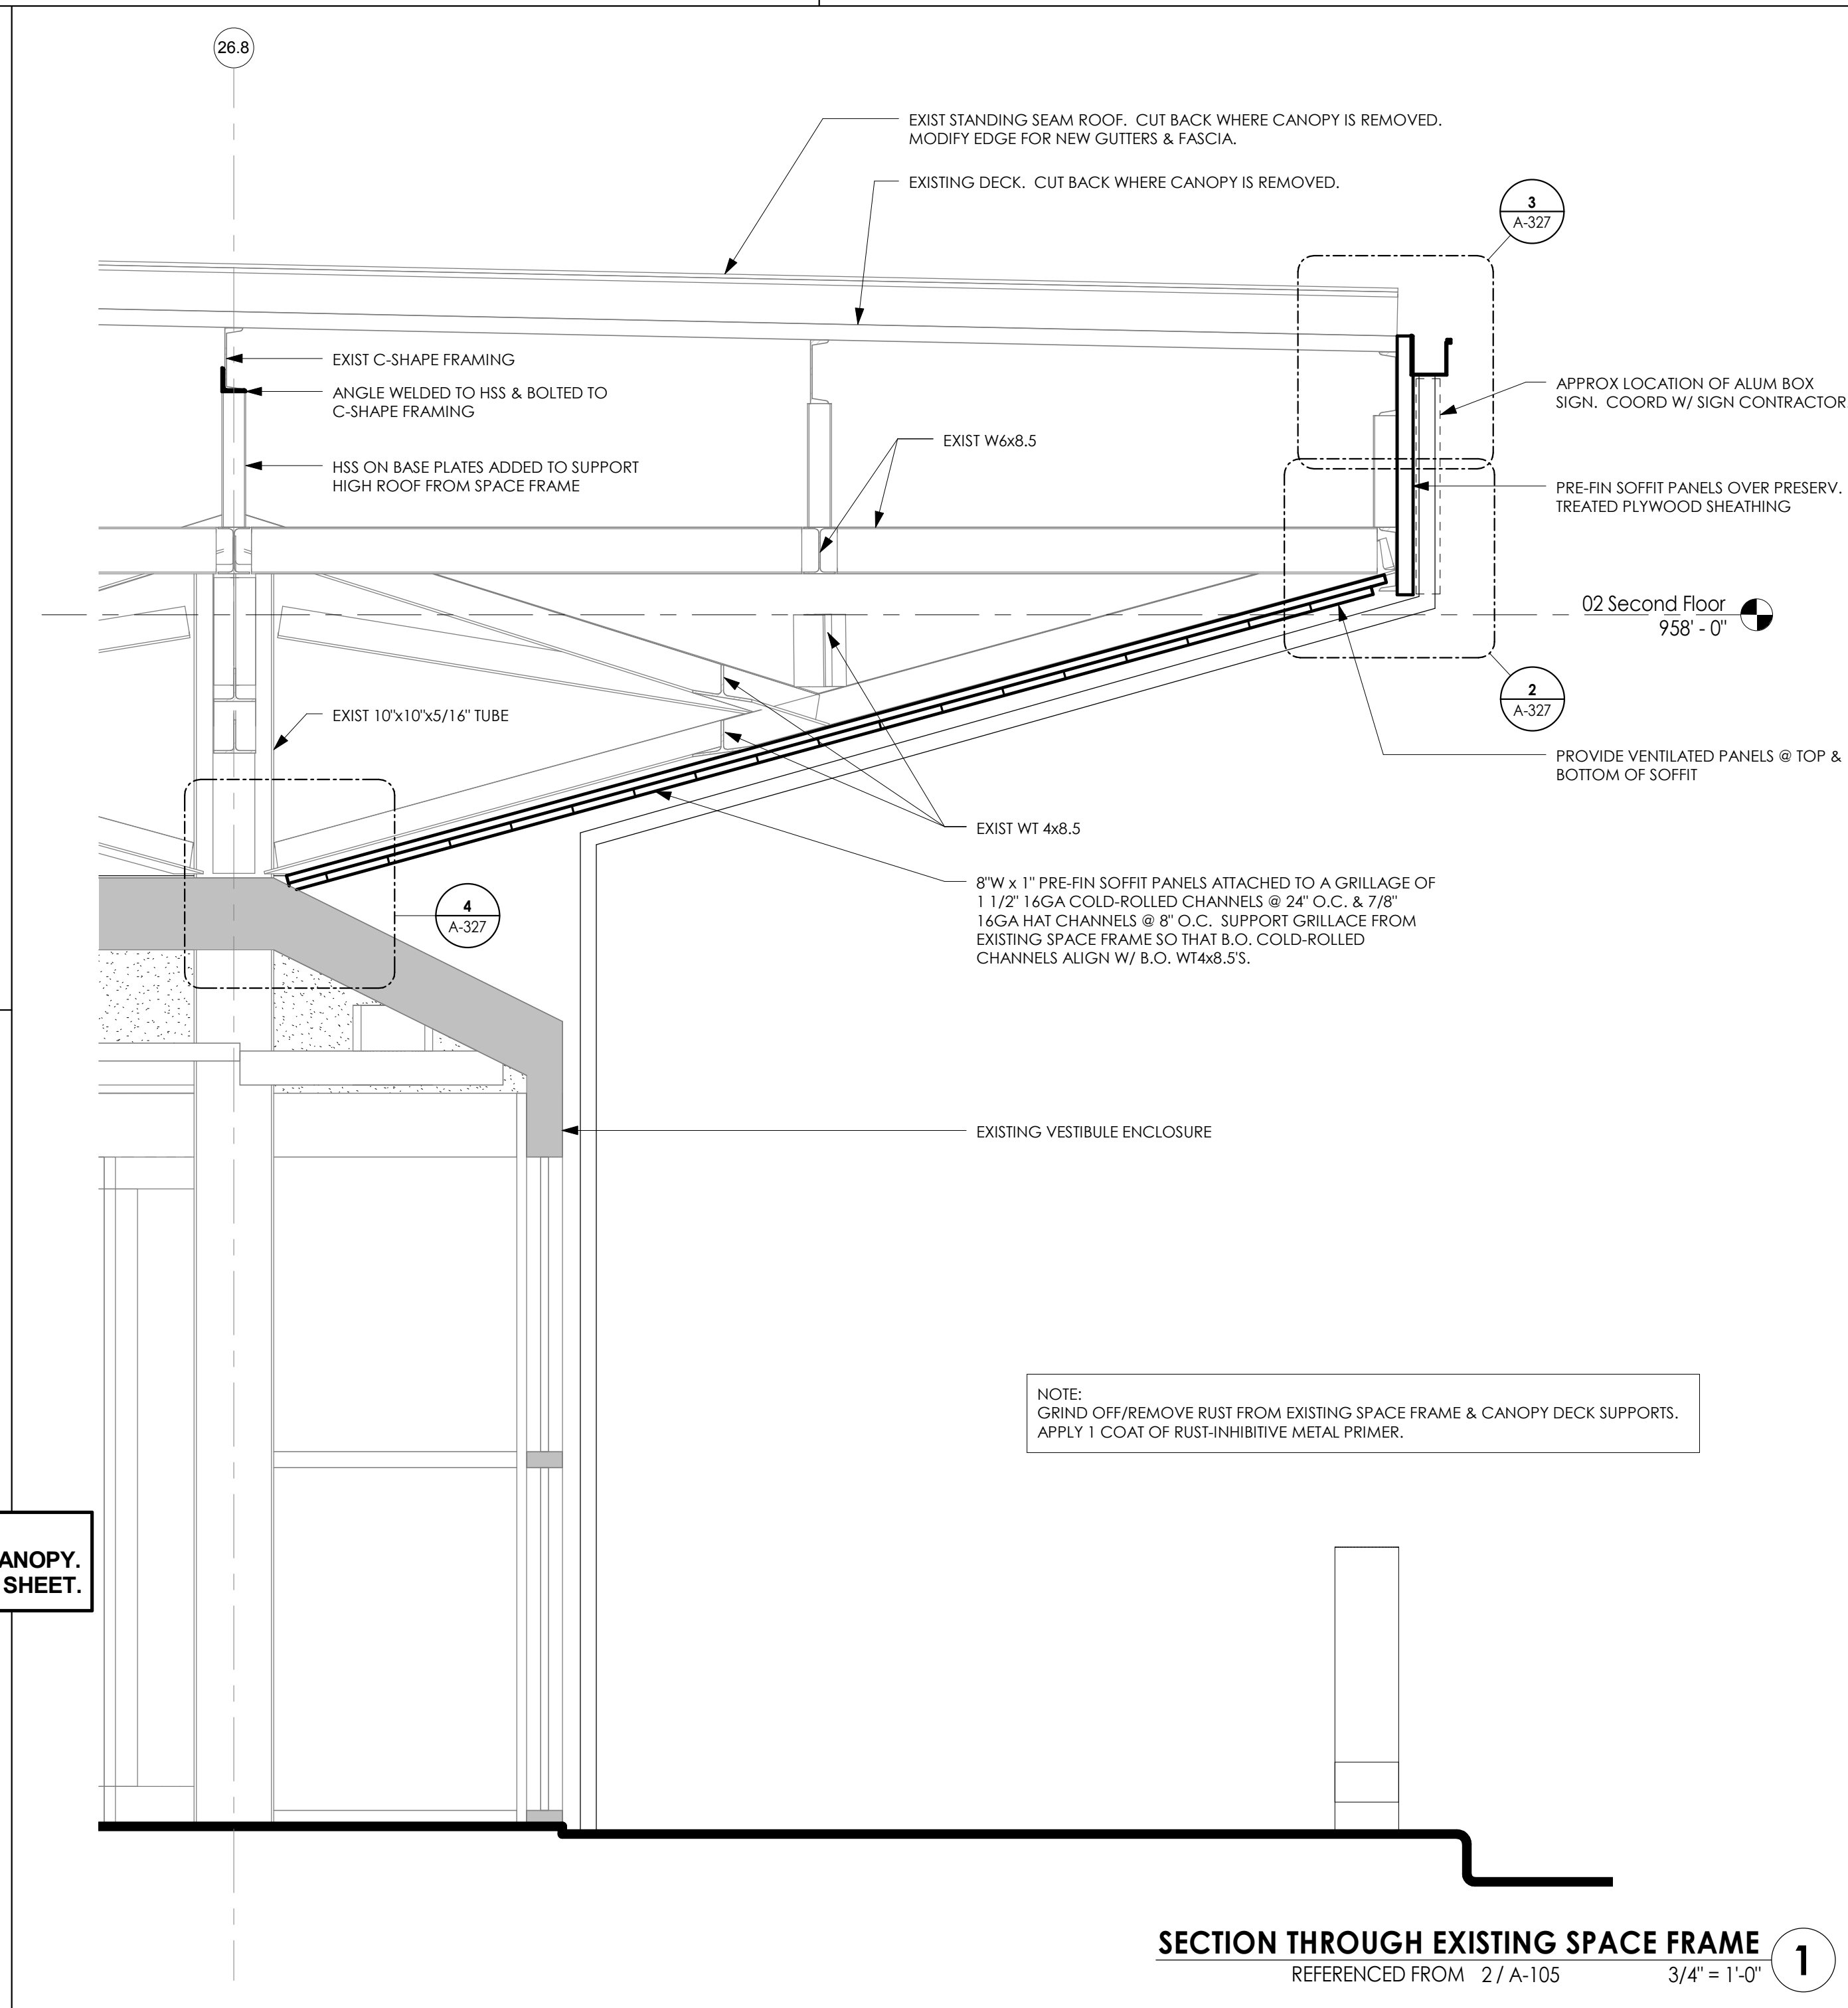 26.8
EXIST STANDING SEAM ROOF. CUT BACK WHERE CANOPY IS REMOVED.
MODIFY EDGE FOR NEW GUTTERS & FASCIA.
EXISTING DECK. CUT BACK WHERE CANOPY IS REMOVED.
3
A-327
EXIST C-SHAPE FRAMING
ANGLE WELDED TO HSS & BOLTED TO
C-SHAPE FRAMING
APPROX LOCATION OF ALUM BOX
SIGN. COORD W/ SIGN CONTRACTOR
EXIST W6x8.5
HSS ON BASE PLATES ADDED TO SUPPORT
HIGH ROOF FROM SPACE FRAME
PRE-FIN SOFFIT PANELS OVER PRESERV.
TREATED PLYWOOD SHEATHING
02 Second Floor
958' - 0"
2
A-327
EXIST 10"x10"x5/16" TUBE
PROVIDE VENTILATED PANELS @ TOP &
BOTTOM OF SOFFIT
EXIST WT 4x8.5
8"W x 1" PRE-FIN SOFFIT PANELS ATTACHED TO A GRILLAGE OF
1 1/2" 16GA COLD-ROLLED CHANNELS @ 24" O.C. & 7/8"
16GA HAT CHANNELS @ 8" O.C. SUPPORT GRILLACE FROM
EXISTING SPACE FRAME SO THAT B.O. COLD-ROLLED
CHANNELS ALIGN W/ B.O. WT4x8.5'S.
4
A-327
EXISTING VESTIBULE ENCLOSURE
NOTE:
GRIND OFF/REMOVE RUST FROM EXISTING SPACE FRAME & CANOPY DECK SUPPORTS.
APPLY 1 COAT OF RUST-INHIBITIVE METAL PRIMER.
ANOPY.
SHEET.
SECTION THROUGH EXISTING SPACE FRAME
1
REFERENCED FROM 2 / A-105 3/4" = 1'-0"